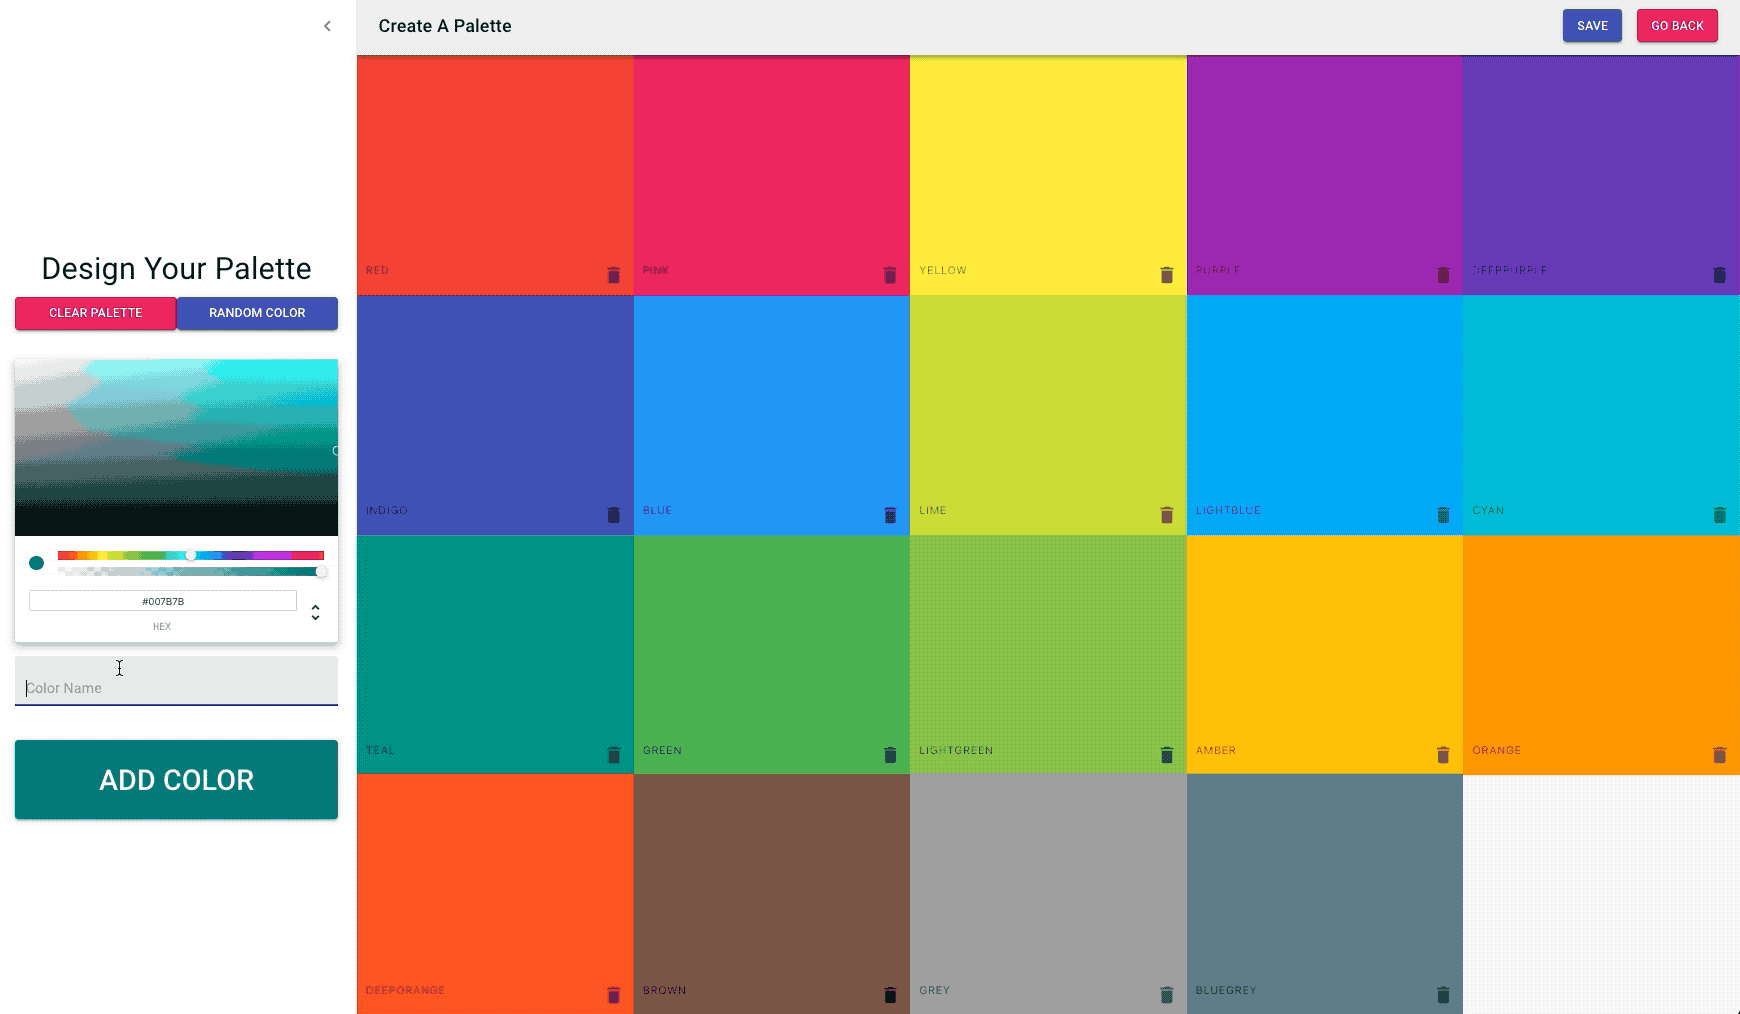 Create A Palette
SAVE
GO BACK
Design Your Palette
CLEAR PALETTE
RANDOM COLOR
#007B7B
HEX
Color Name
ADD COLOR
RED
PINK
YELLOW
PURPLE
DEEPPURPLE
INDIGO
BLUE
LIME
LIGHTBLUE
CYAN
TEAL
GREEN
LIGHTGREEN
AMBER
ORANGE
DEEPORANGE
BROWN
GREY
BLUEGREY